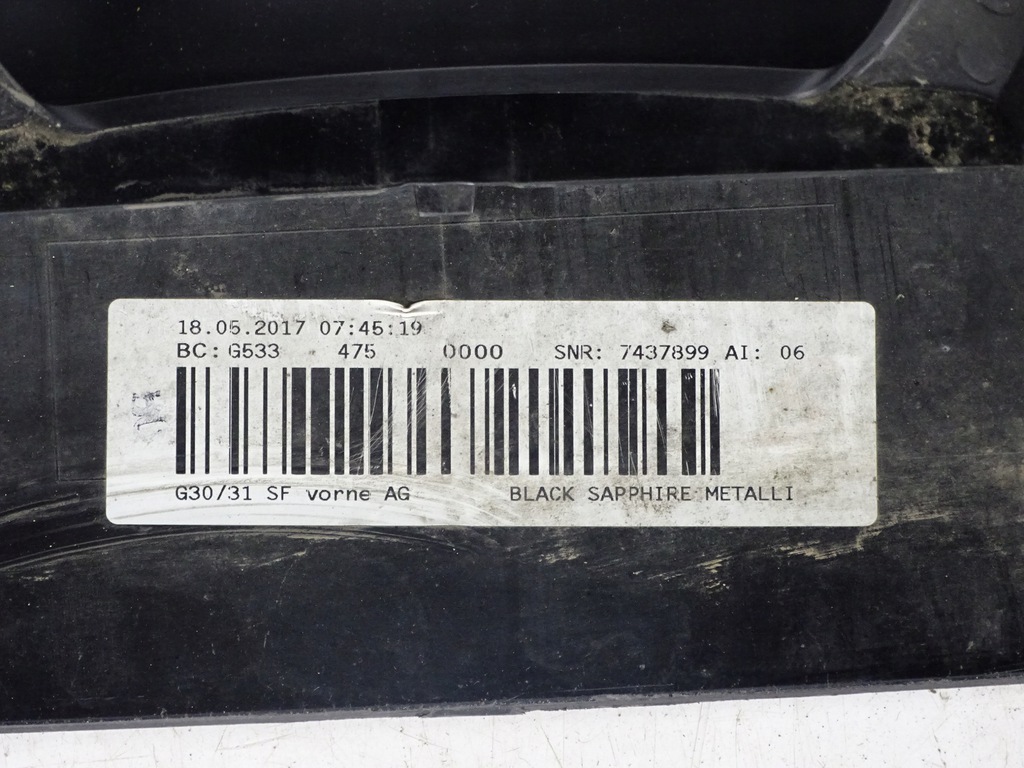 18.05.2017 07:45:19
BC: G533 475 0000 SNR: 7437899 AI: 06
G30/31 SF vorne AG BLACK SAPPHIRE METALLI